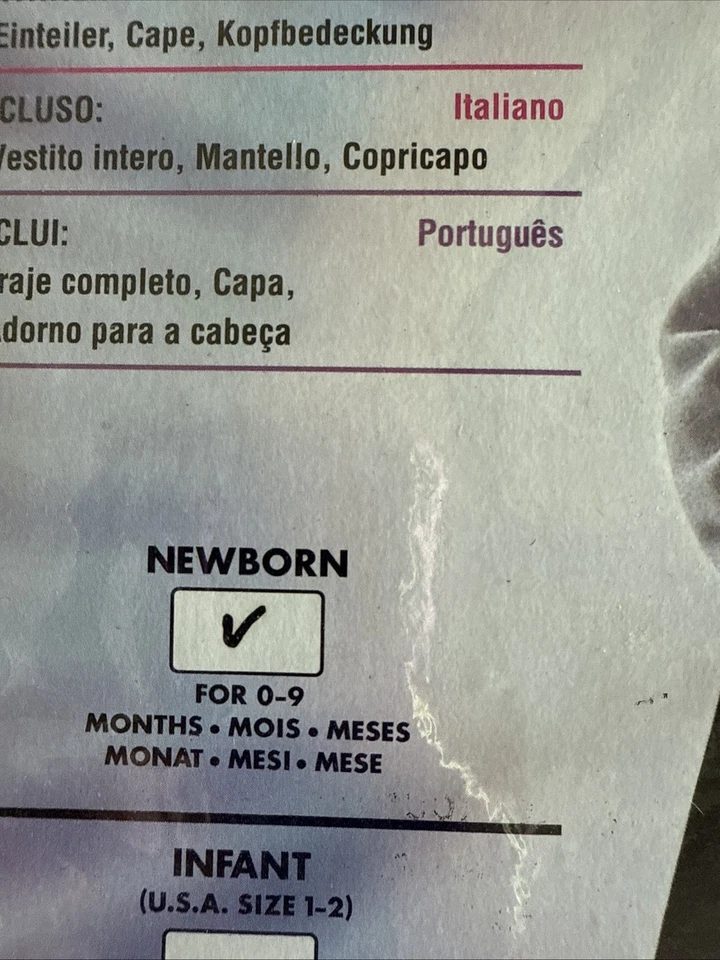 Einteiler, Cape, Kopfbedeckung
CLUSO: Italiano
Vestito intero, Mantello, Copricapo
CLUI: Português
raje completo, Capa,
dorno para a cabeça
NEWBORN
✓
FOR 0-9
MONTHS • MOIS • MESES
MONAT • MESI • MESE
INFANT
(U.S.A. SIZE 1-2)